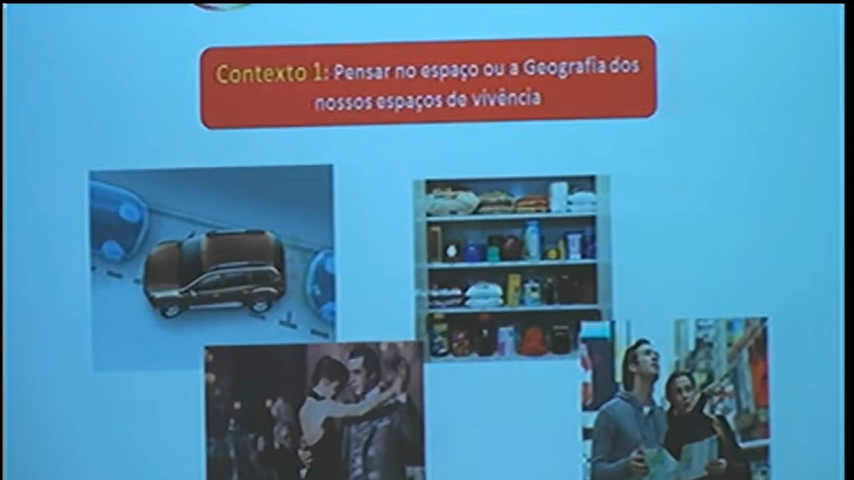 Contexto 1: Pensar no espaço ou a Geografia dos
nossos espaços de vivência